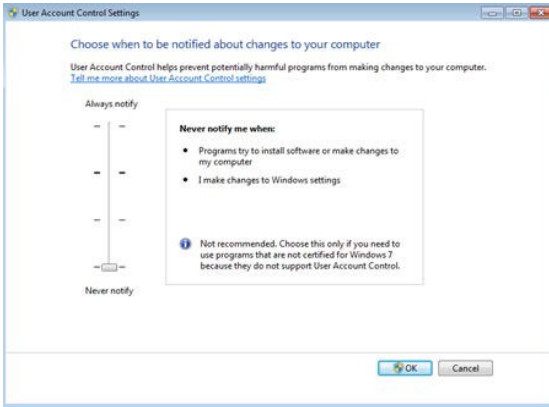 User Account Control Settings
Choose when to be notified about changes to your computer
User Account Control helps prevent potentially harmful programs from making changes to your computer.
Tell me more about User Account Control settings
Always notify
Never notify me when:
Programs try to install software or make changes to
my computer
I make changes to Windows settings
Not recommended. Choose this only if you need to
use programs that are not certified for Windows 7
because they do not support User Account Control.
Never notify
OK Cancel